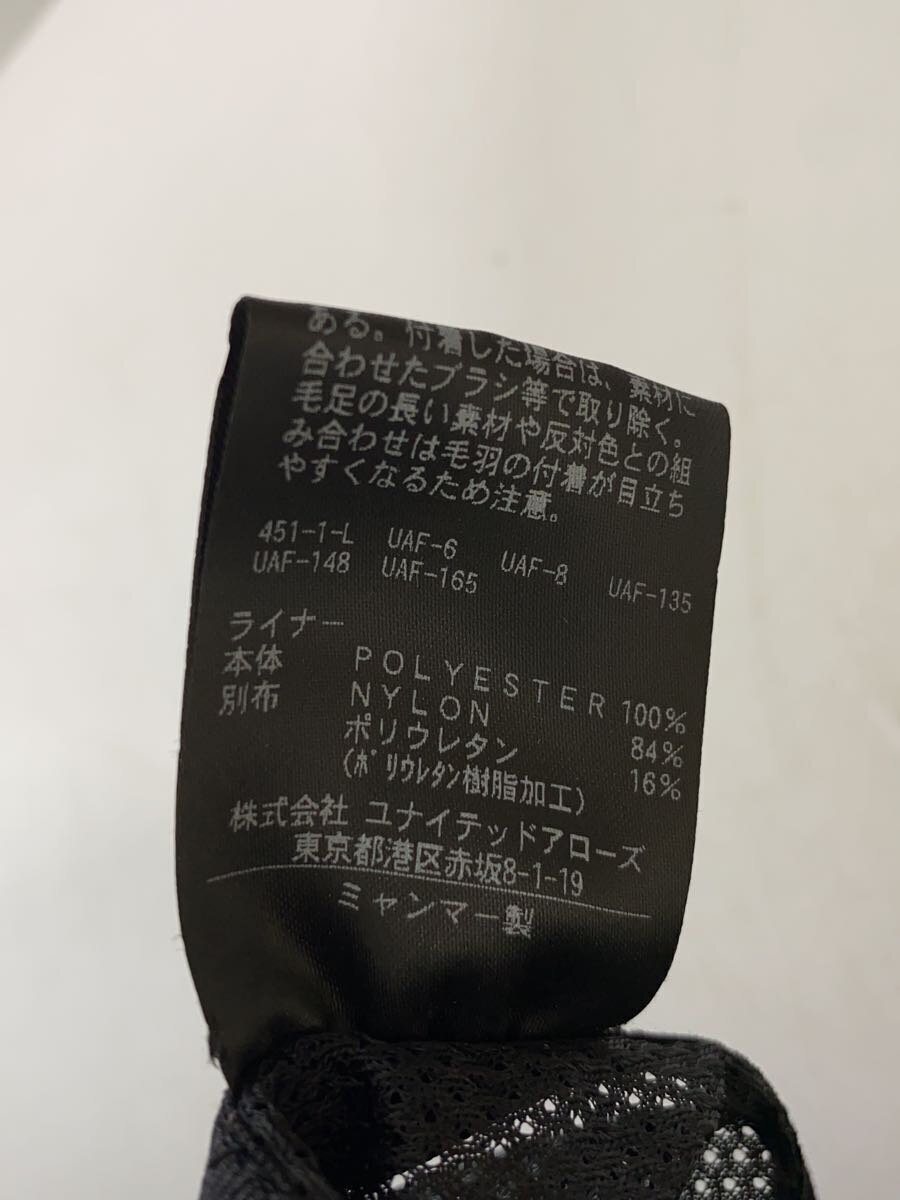 ある。付着した場合は、素材に
合わせたブラシ等で取り除く。
毛足の長い素材や反対色との組
み合わせは毛羽の付着が目立ち
やすくなるため注意。
451-1-L UAF-6 UAF-8 UAF-135
UAF-148 UAF-165
ライナー
本体 POLYESTER 100%
別布 NYLON 84%
ポリウレタン 16%
(ポリウレタン樹脂加工)
株式会社 ユナイテッドアローズ
東京都港区赤坂8-1-19
ミャンマー製